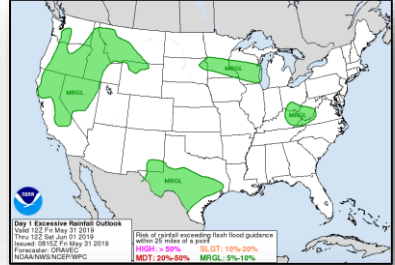 MRGL
MRGL
MRGL
MRGL
NOAA
Day 1 Excessive Rainfall Outlook
Valid 12Z Fri May 31 2019
Thru 12Z Sat Jun 01 2019
Issued: 0815Z Fri May 31 2019
Forecaster: ORAVEC
NOAA/NWS/NCEP/WPC
Risk of rainfall exceeding flash flood guidance
within 25 miles of a point
HIGH: > 50% SLGT: 10%-20%
MDT: 20%-50% MRGL: 5%-10%